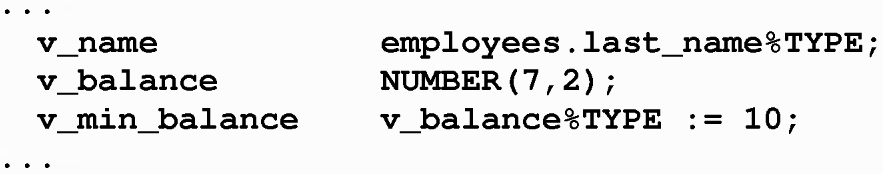 ...
v_name employees.last_name%TYPE;
v_balance NUMBER(7,2);
v_min_balance v_balance%TYPE := 10;
...